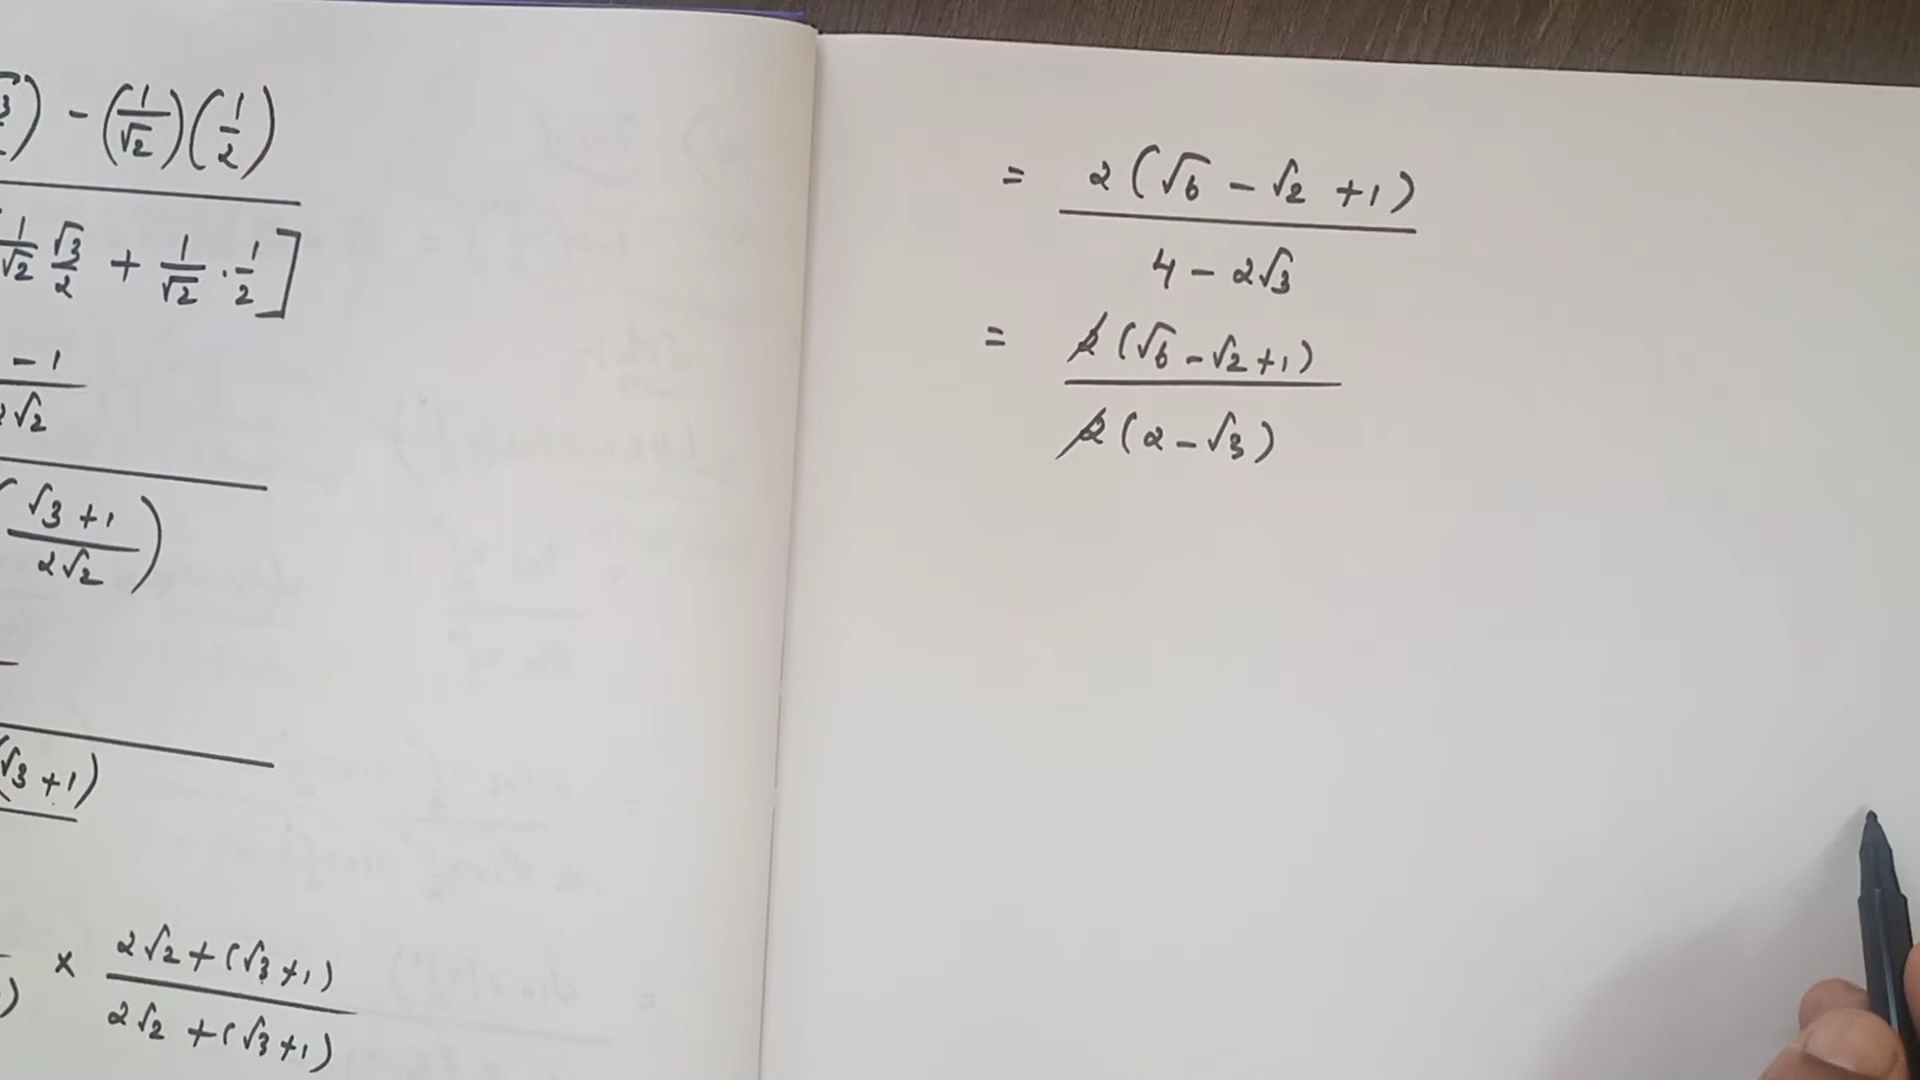 √3) - (1/√2)(1/2)
1/√2 √3/2 + 1/√2 · 1/2]
- 1
2√2
(√3 + 1 / 2√2)
(√3 + 1)
) × 2√2 + (√3 + 1) / 2√2 + (√3 + 1)
= 2(√6 - √2 + 1) / 4 - 2√3
= 2(√6 - √2 + 1) / 2(2 - √3)